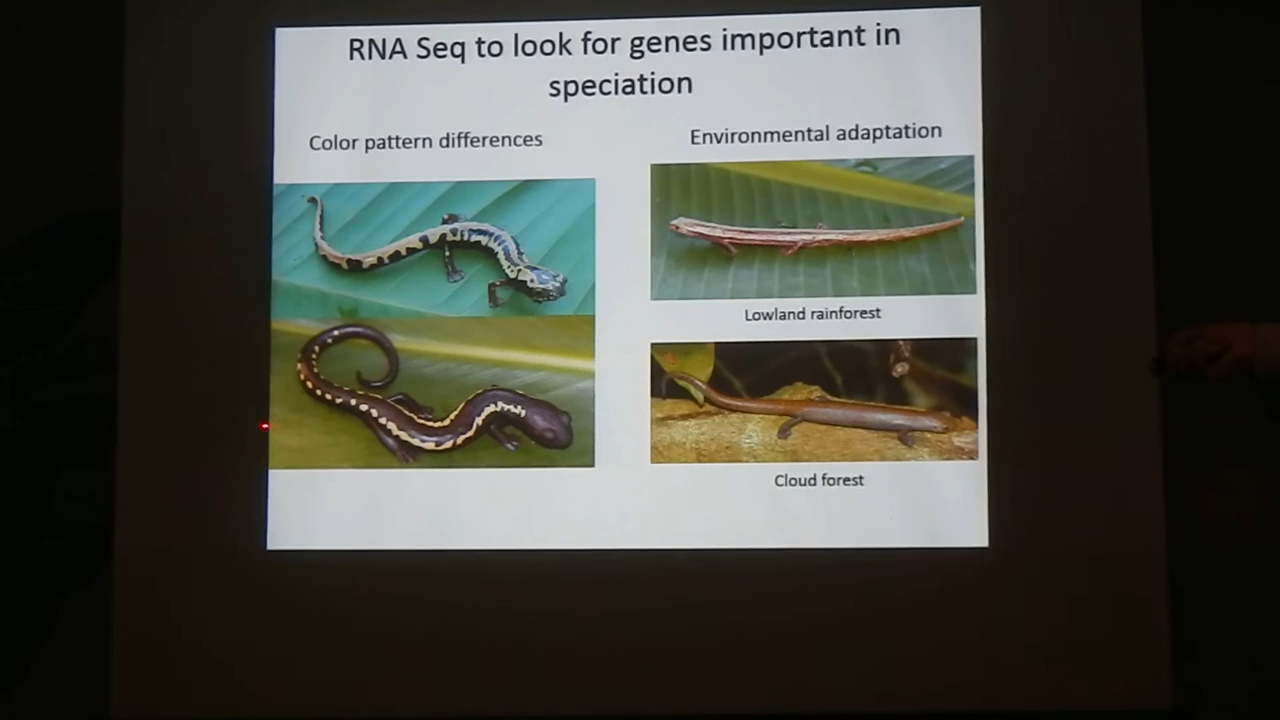 RNA Seq to look for genes important in
speciation
Color pattern differences
Environmental adaptation
Lowland rainforest
Cloud forest